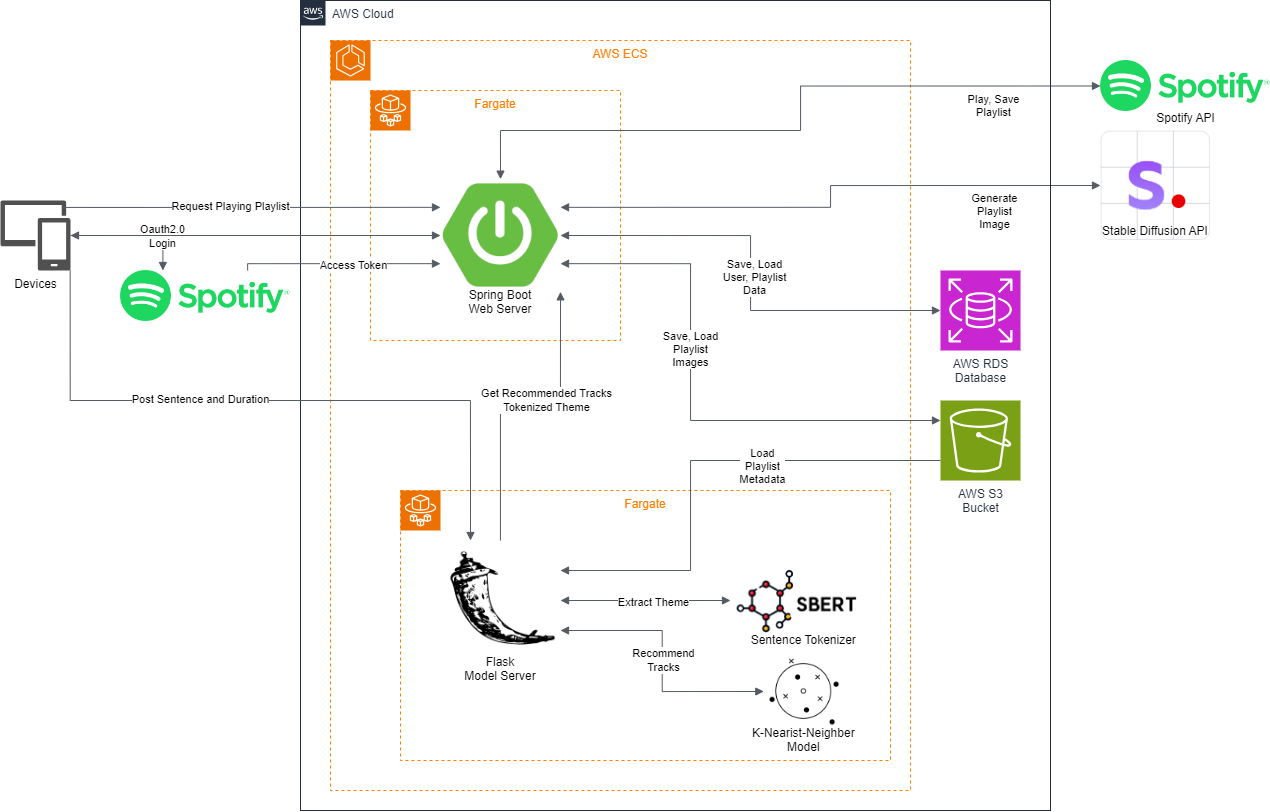 aws
AWS Cloud
AWS ECS
Fargate
Spotify
Spotify API
Play, Save
Playlist
S.
Stable Diffusion API
Generate
Playlist
Image
Request Playing Playlist
Oauth2.0
Login
Devices
Spotify
Access Token
Spring Boot
Web Server
Save, Load
User, Playlist
Data
AWS RDS
Database
Save, Load
Playlist
Images
Post Sentence and Duration
Get Recommended Tracks
Tokenized Theme
AWS S3
Bucket
Load
Playlist
Metadata
Fargate
Extract Theme
SBERT
Sentence Tokenizer
Flask
Model Server
Recommend
Tracks
K-Nearist-Neighber
Model